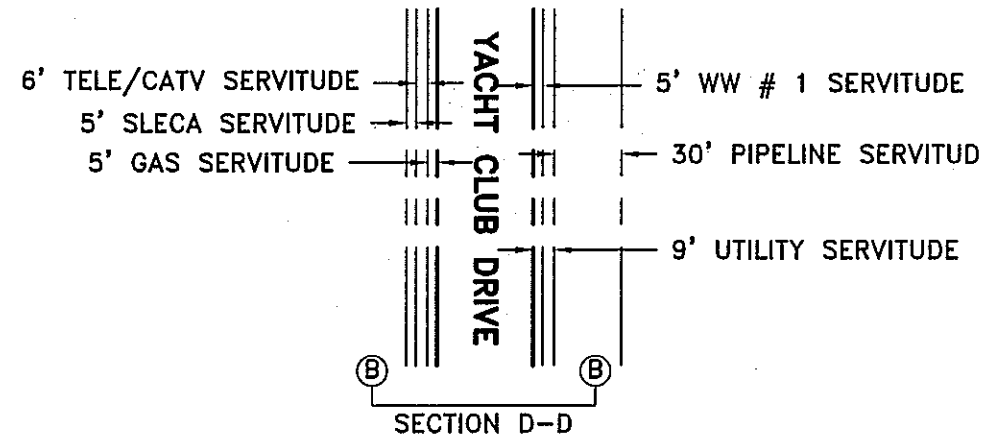 6' TELE/CATV SERVITUDE
5' SLECA SERVITUDE
5' GAS SERVITUDE
YACHT CLUB DRIVE
5' WW # 1 SERVITUDE
30' PIPELINE SERVITUD
9' UTILITY SERVITUDE
B
B
SECTION D-D